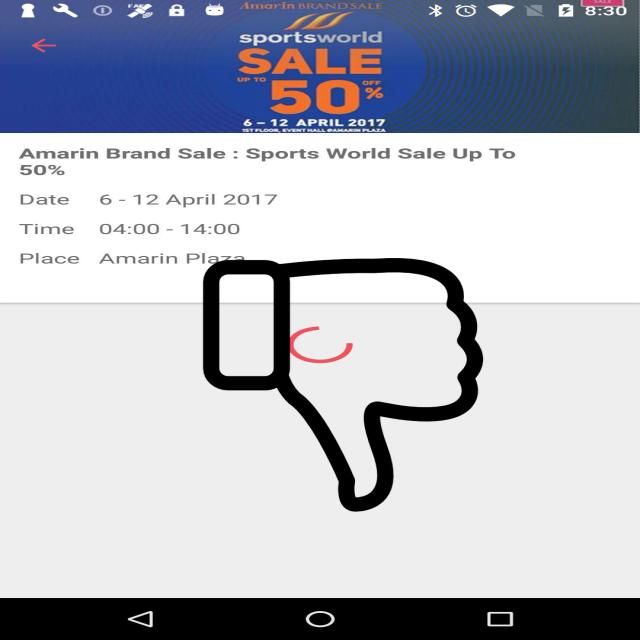 8:30
Amarin BRAND SALE
sportsworld
SALE
UP TO 50% OFF
6 – 12 APRIL 2017
1ST FLOOR, EVENT HALL @AMARIN PLAZA
Amarin Brand Sale : Sports World Sale Up To
50%
Date 6 - 12 April 2017
Time 04:00 - 14:00
Place Amarin Plaza